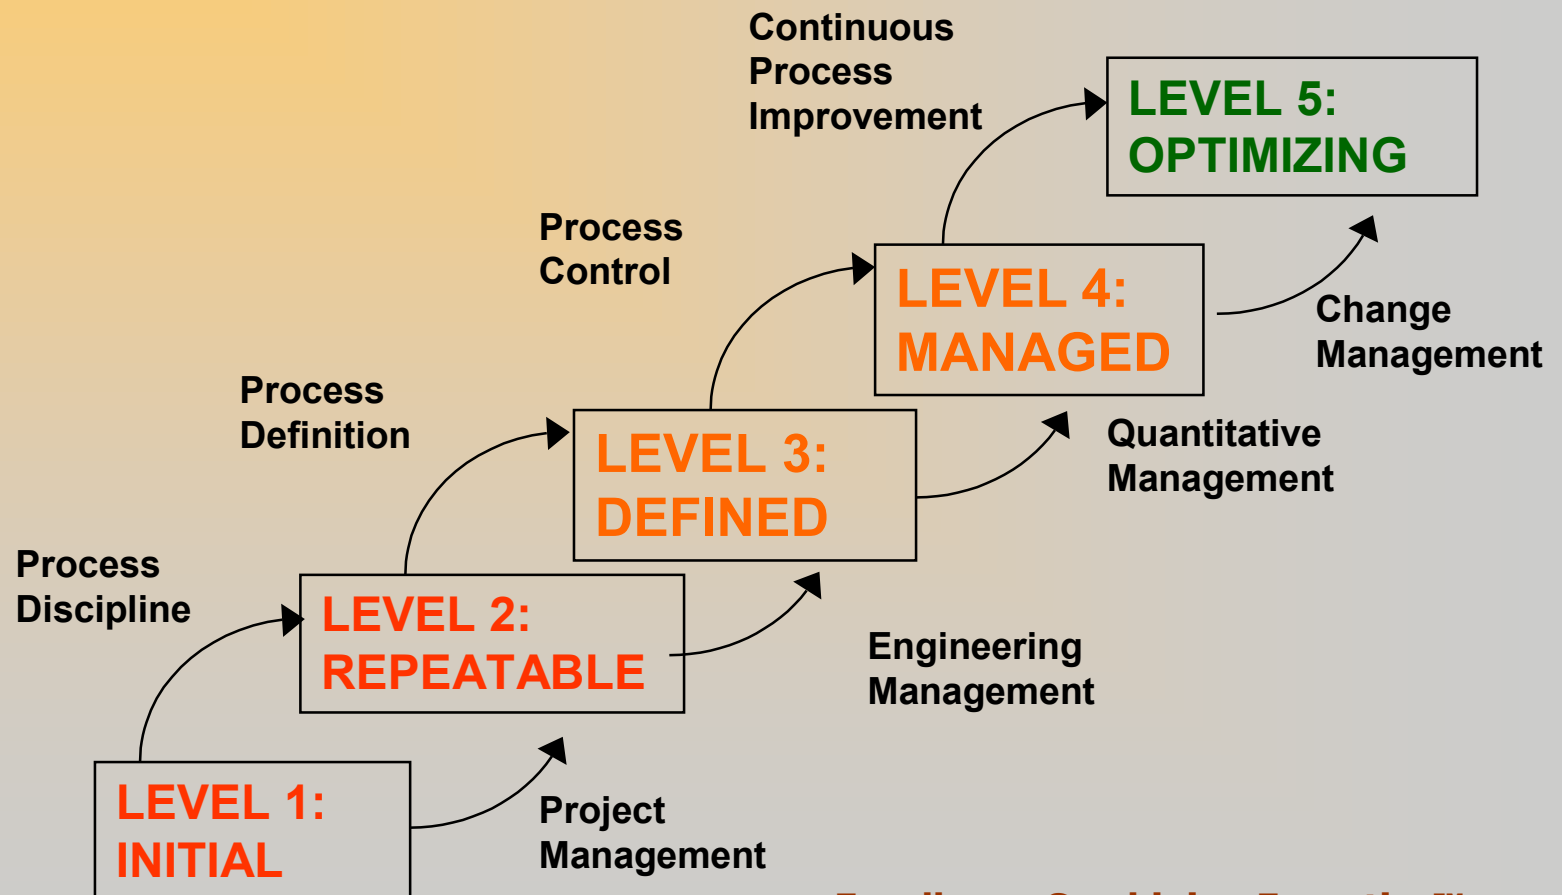 Continuous
Process
Improvement
LEVEL 5:
OPTIMIZING
Process
Control
LEVEL 4:
MANAGED
Change
Management
Process
Definition
LEVEL 3:
DEFINED
Quantitative
Management
Process
Discipline
LEVEL 2:
REPEATABLE
Engineering
Management
LEVEL 1:
INITIAL
Project
Management